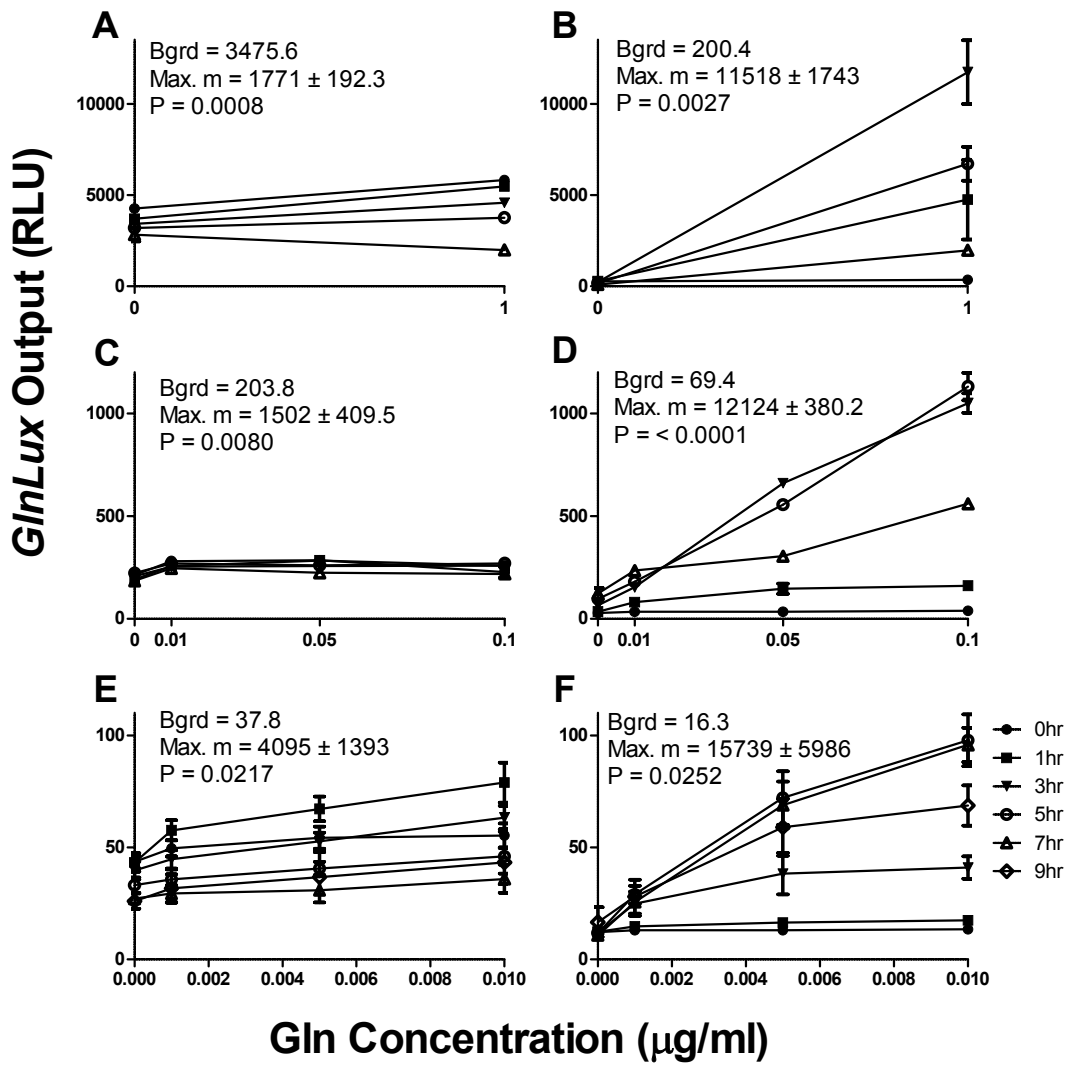 GlnLux Output (RLU)
A
Bgrd = 3475.6
Max. m = 1771 ± 192.3
P = 0.0008
10000
5000
0
0 1
B
Bgrd = 200.4
Max. m = 11518 ± 1743
P = 0.0027
10000
5000
0
0 1
C
Bgrd = 203.8
Max. m = 1502 ± 409.5
P = 0.0080
1000
500
0
0 0.01 0.05 0.1
D
Bgrd = 69.4
Max. m = 12124 ± 380.2
P = < 0.0001
1000
500
0
0 0.01 0.05 0.1
E
Bgrd = 37.8
Max. m = 4095 ± 1393
P = 0.0217
100
50
0
0.000 0.002 0.004 0.006 0.008 0.010
F
Bgrd = 16.3
Max. m = 15739 ± 5986
P = 0.0252
100
50
0
0.000 0.002 0.004 0.006 0.008 0.010
0hr
1hr
3hr
5hr
7hr
9hr
Gln Concentration (μg/ml)